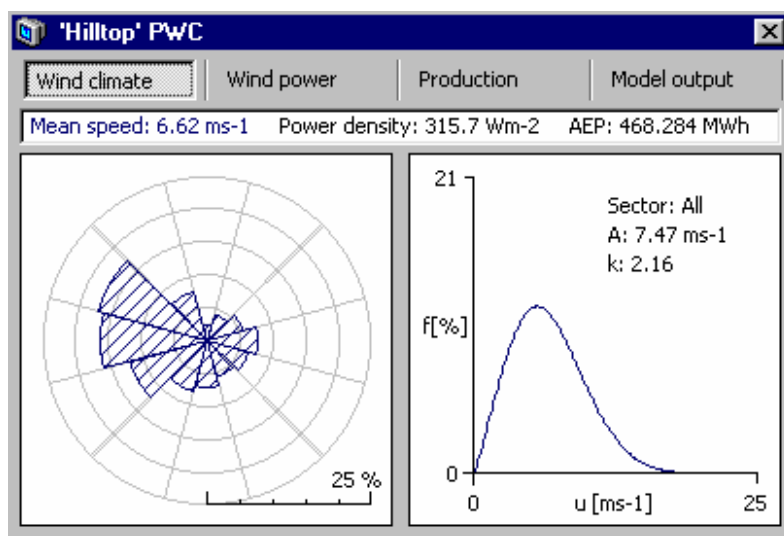 'Hilltop' PWC
Wind climate Wind power Production Model output
Mean speed: 6.62 ms-1 Power density: 315.7 Wm-2 AEP: 468.284 MWh
25 %
21
Sector: All
A: 7.47 ms-1
k: 2.16
f[%]
0
0 u [ms-1] 25